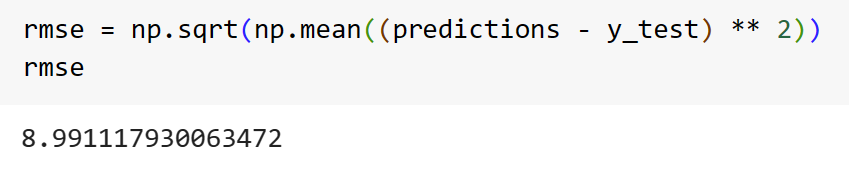 rmse = np.sqrt(np.mean((predictions - y_test) ** 2))
rmse
8.991117930063472